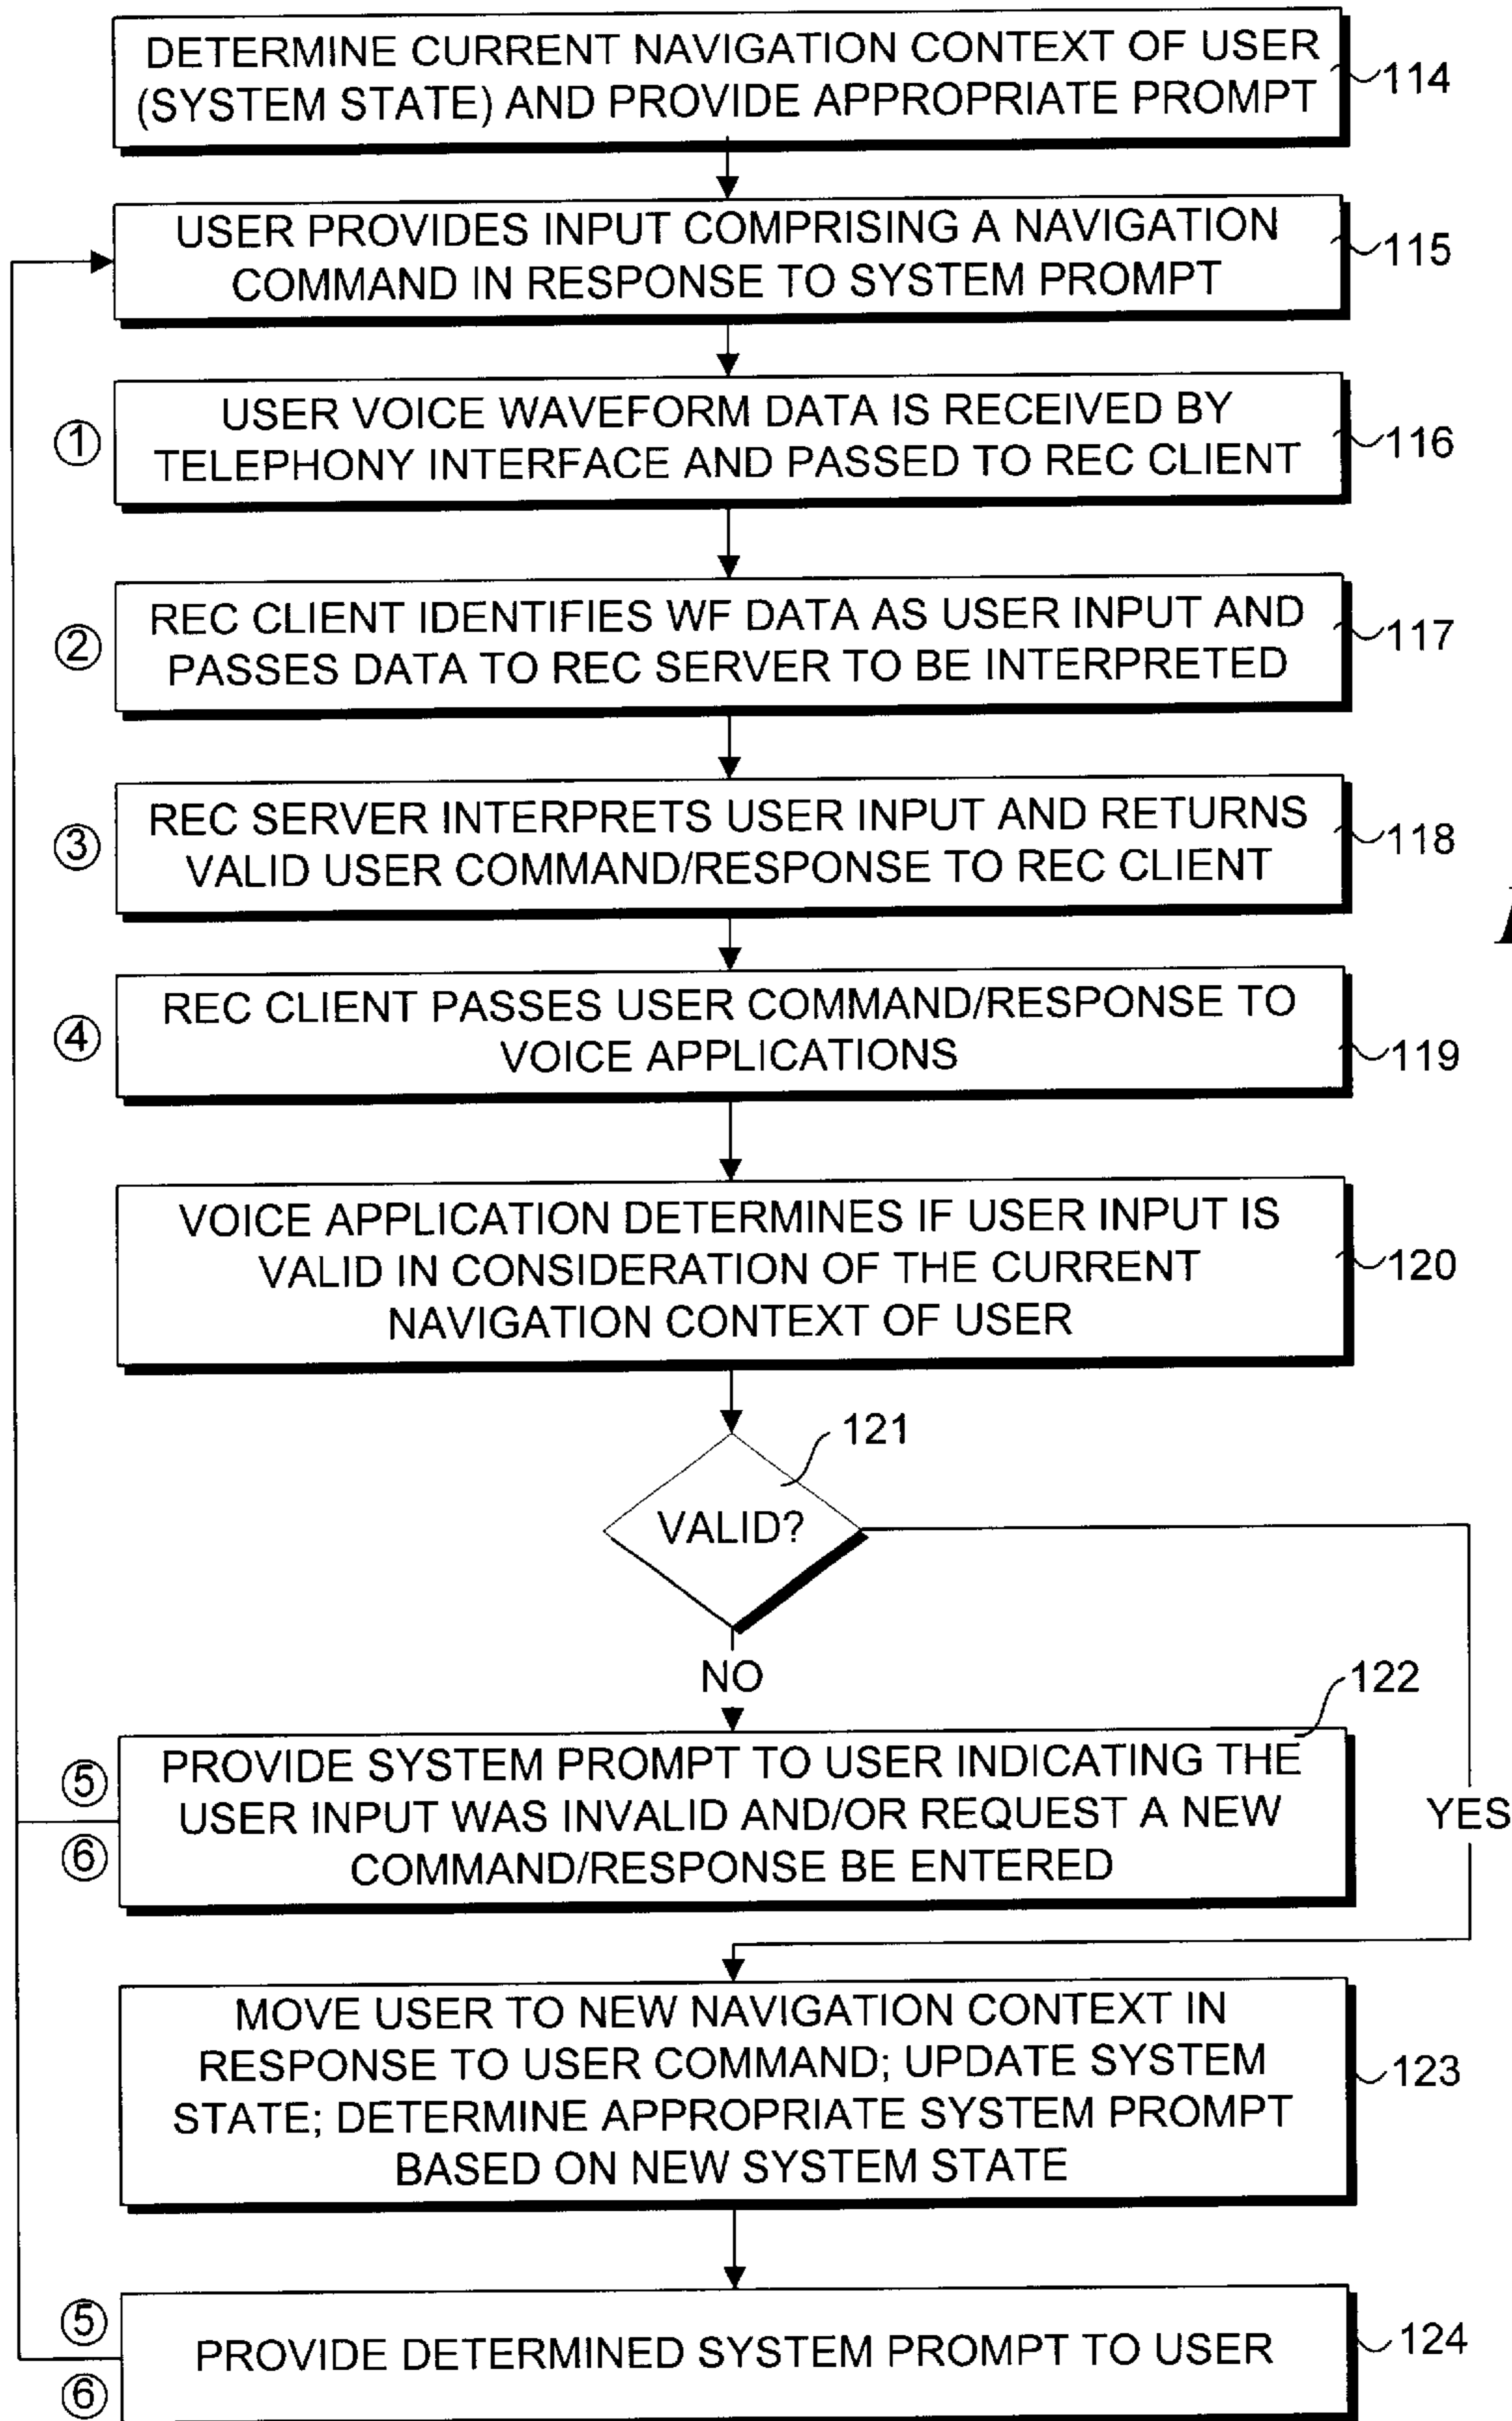 DETERMINE CURRENT NAVIGATION CONTEXT OF USER
(SYSTEM STATE) AND PROVIDE APPROPRIATE PROMPT
114
USER PROVIDES INPUT COMPRISING A NAVIGATION
COMMAND IN RESPONSE TO SYSTEM PROMPT
115
①
USER VOICE WAVEFORM DATA IS RECEIVED BY
TELEPHONY INTERFACE AND PASSED TO REC CLIENT
116
②
REC CLIENT IDENTIFIES WF DATA AS USER INPUT AND
PASSES DATA TO REC SERVER TO BE INTERPRETED
117
③
REC SERVER INTERPRETS USER INPUT AND RETURNS
VALID USER COMMAND/RESPONSE TO REC CLIENT
118
④
REC CLIENT PASSES USER COMMAND/RESPONSE TO
VOICE APPLICATIONS
119
VOICE APPLICATION DETERMINES IF USER INPUT IS
VALID IN CONSIDERATION OF THE CURRENT
NAVIGATION CONTEXT OF USER
120
121
VALID?
NO
YES
122
⑤
⑥
PROVIDE SYSTEM PROMPT TO USER INDICATING THE
USER INPUT WAS INVALID AND/OR REQUEST A NEW
COMMAND/RESPONSE BE ENTERED
MOVE USER TO NEW NAVIGATION CONTEXT IN
RESPONSE TO USER COMMAND; UPDATE SYSTEM
STATE; DETERMINE APPROPRIATE SYSTEM PROMPT
BASED ON NEW SYSTEM STATE
123
⑤
⑥
PROVIDE DETERMINED SYSTEM PROMPT TO USER
124